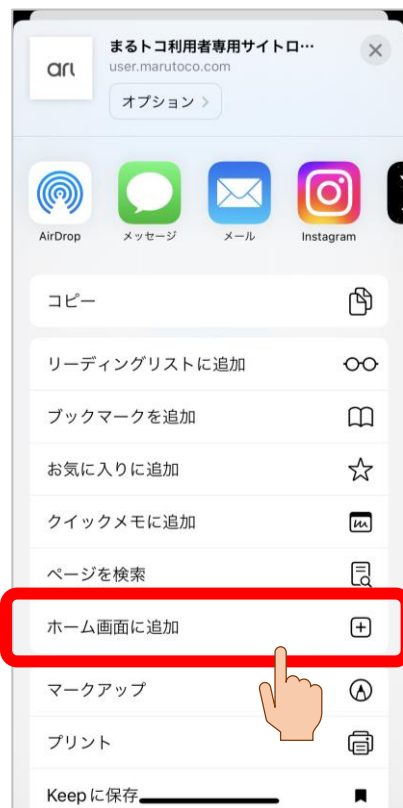 arı
まるトコ利用者専用サイトロ…
user.marutoco.com
オプション
AirDrop
メッセージ
メール
Instagram
コピー
リーディングリストに追加
ブックマークを追加
お気に入りに追加
クイックメモに追加
ページを検索
ホーム画面に追加
マークアップ
プリント
Keepに保存